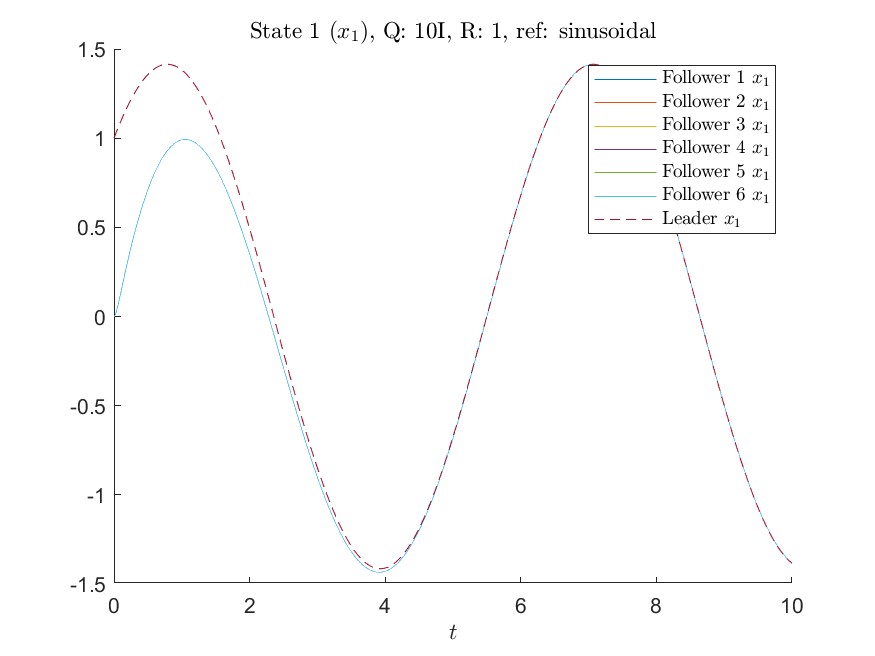 State 1 (x₁), Q: 10I, R: 1, ref: sinusoidal
1.5
1
0.5
0
-0.5
-1
-1.5
Follower 1 x₁
Follower 2 x₁
Follower 3 x₁
Follower 4 x₁
Follower 5 x₁
Follower 6 x₁
Leader x₁
0 2 4 6 8 10
t